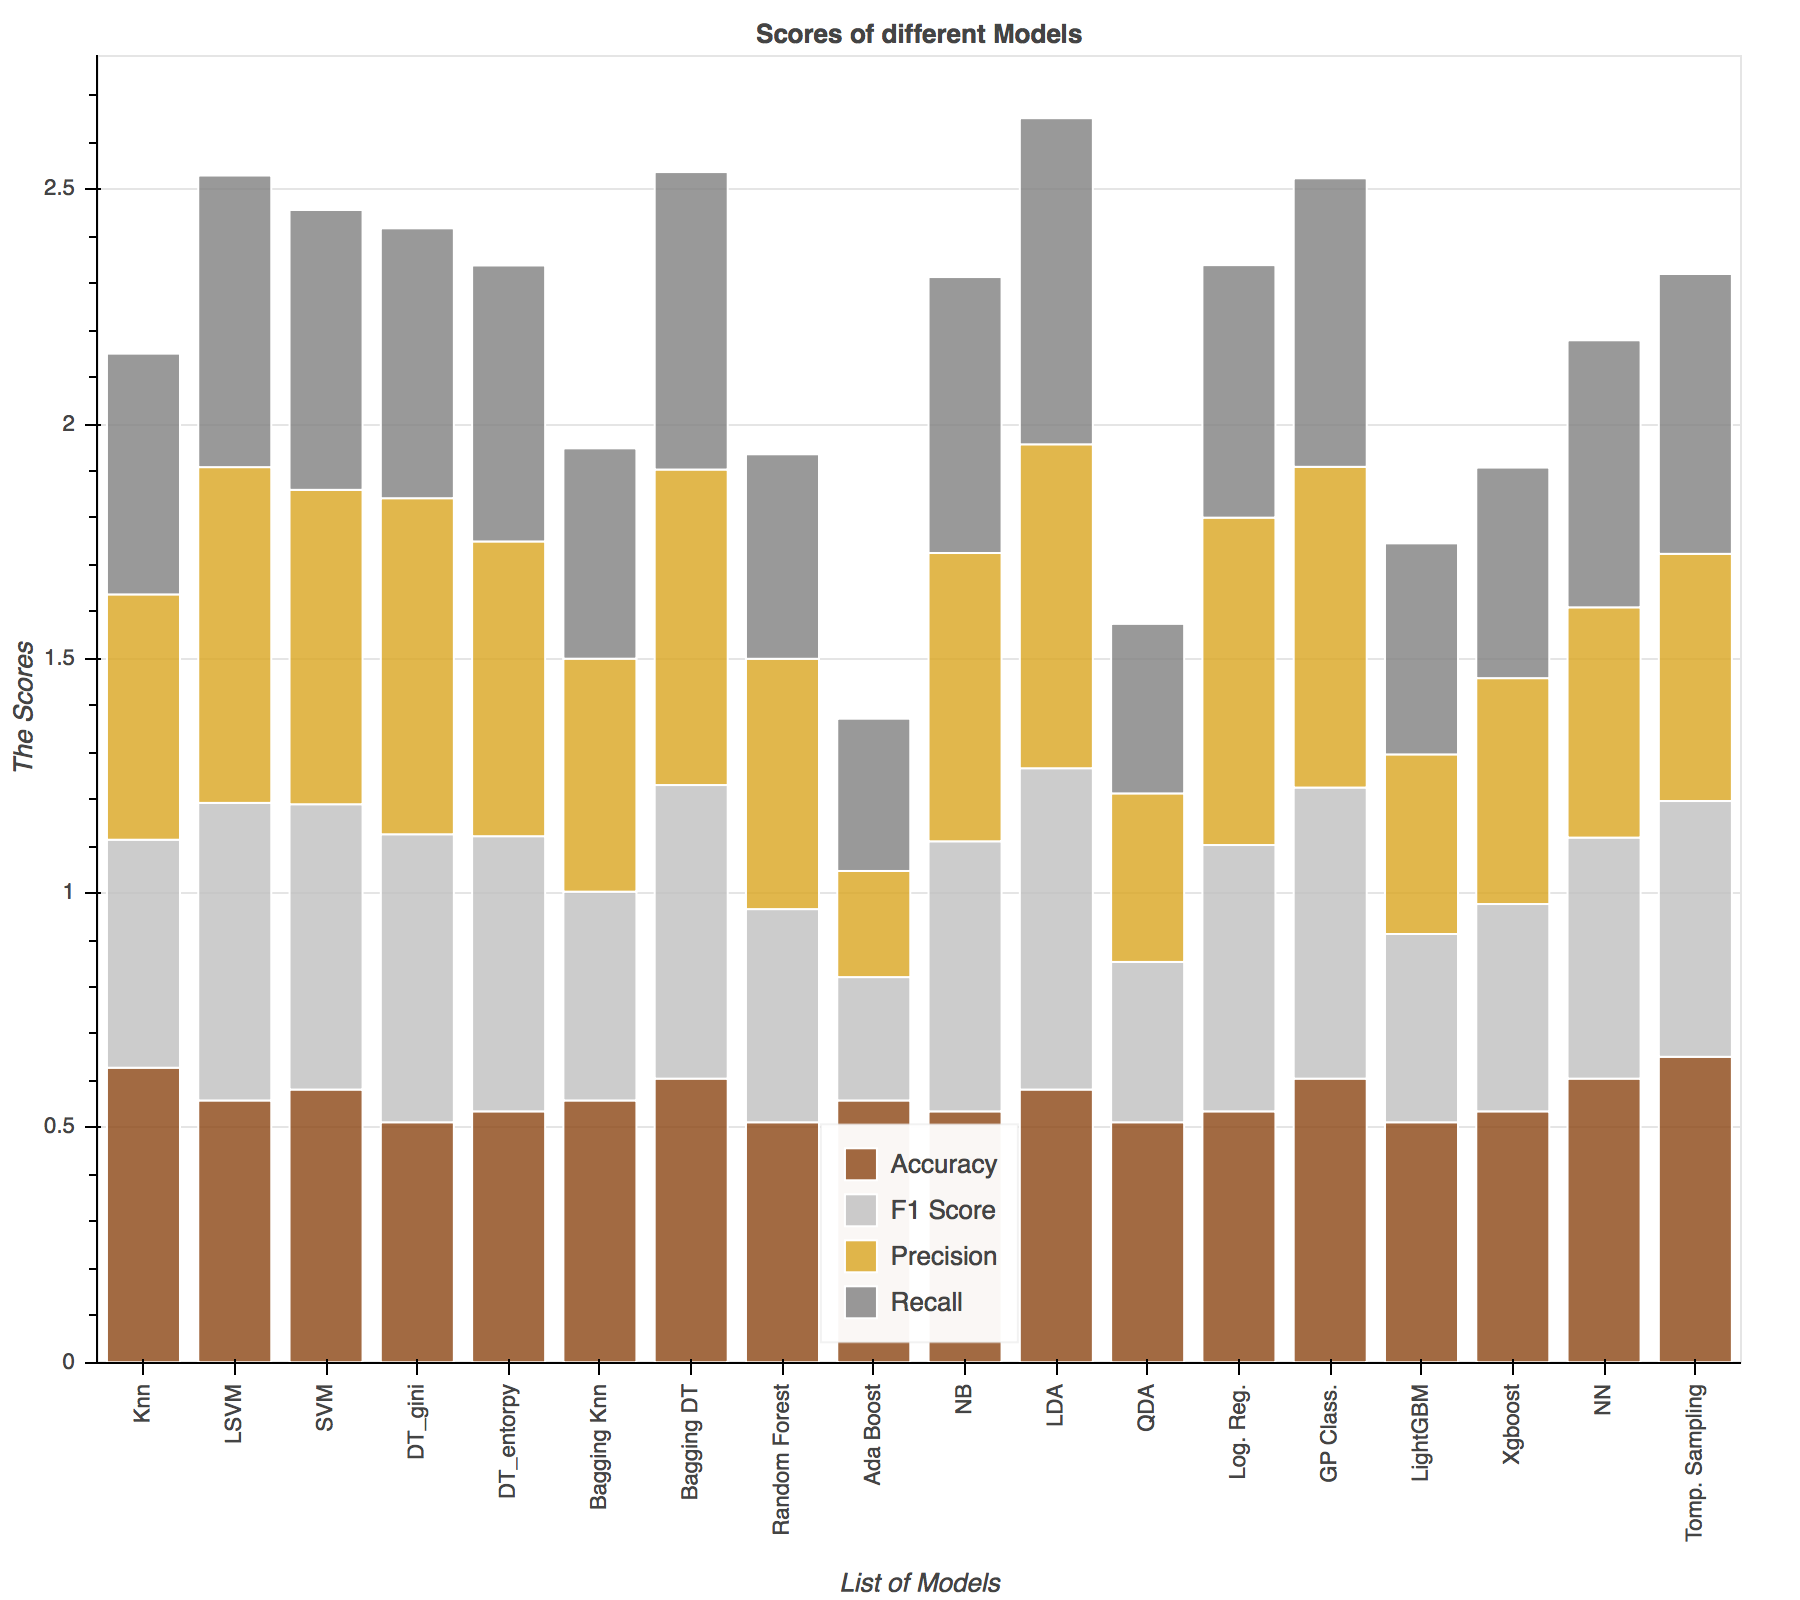 Scores of different Models
The Scores
2.5
2
1.5
1
0.5
0
Accuracy
F1 Score
Precision
Recall
Knn
LSVM
SVM
DT_gini
DT_entorpy
Bagging Knn
Bagging DT
Random Forest
Ada Boost
NB
LDA
QDA
Log. Reg.
GP Class.
LightGBM
Xgboost
NN
Tomp. Sampling
List of Models